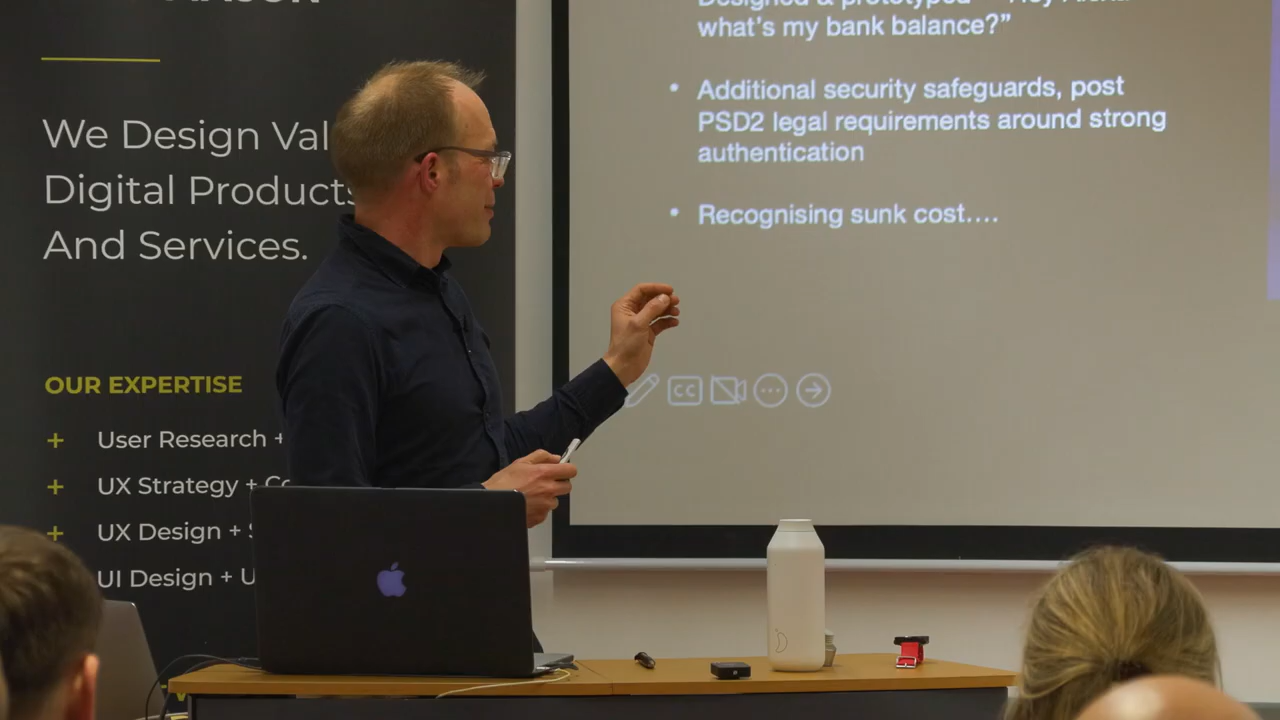 We Design Val
Digital Products
And Services.
OUR EXPERTISE
+ User Research +
+ UX Strategy +
+ UX Design +
UI Design +
what's my bank balance?”
• Additional security safeguards, post
PSD2 legal requirements around strong
authentication
• Recognising sunk cost....
CC